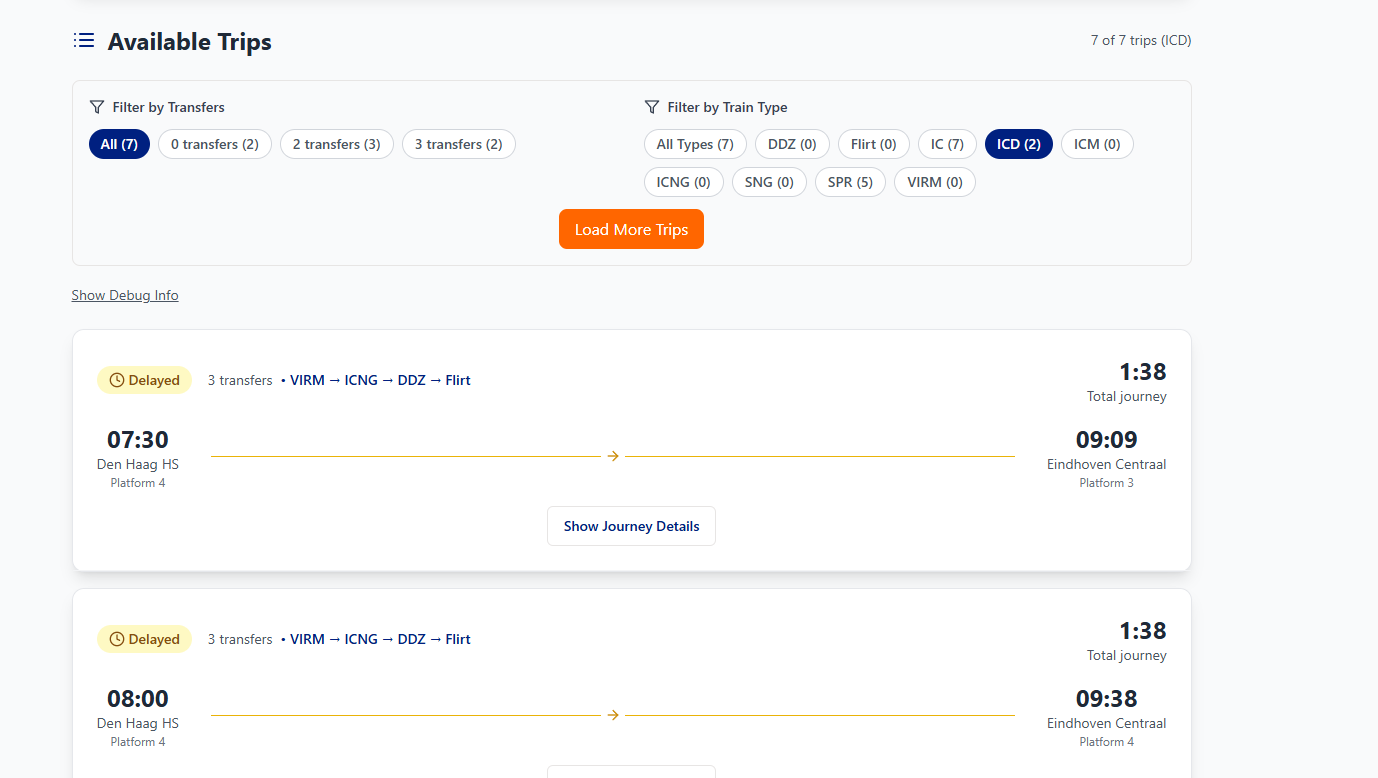 Available Trips
7 of 7 trips (ICD)
Filter by Transfers
All (7) 0 transfers (2) 2 transfers (3) 3 transfers (2)
Filter by Train Type
All Types (7) DDZ (0) Flirt (0) IC (7) ICD (2) ICM (0)
ICNG (0) SNG (0) SPR (5) VIRM (0)
Load More Trips
Show Debug Info
Delayed 3 transfers • VIRM → ICNG → DDZ → Flirt
1:38
Total journey
07:30
Den Haag HS
Platform 4
→
09:09
Eindhoven Centraal
Platform 3
Show Journey Details
Delayed 3 transfers • VIRM → ICNG → DDZ → Flirt
1:38
Total journey
08:00
Den Haag HS
Platform 4
→
09:38
Eindhoven Centraal
Platform 4